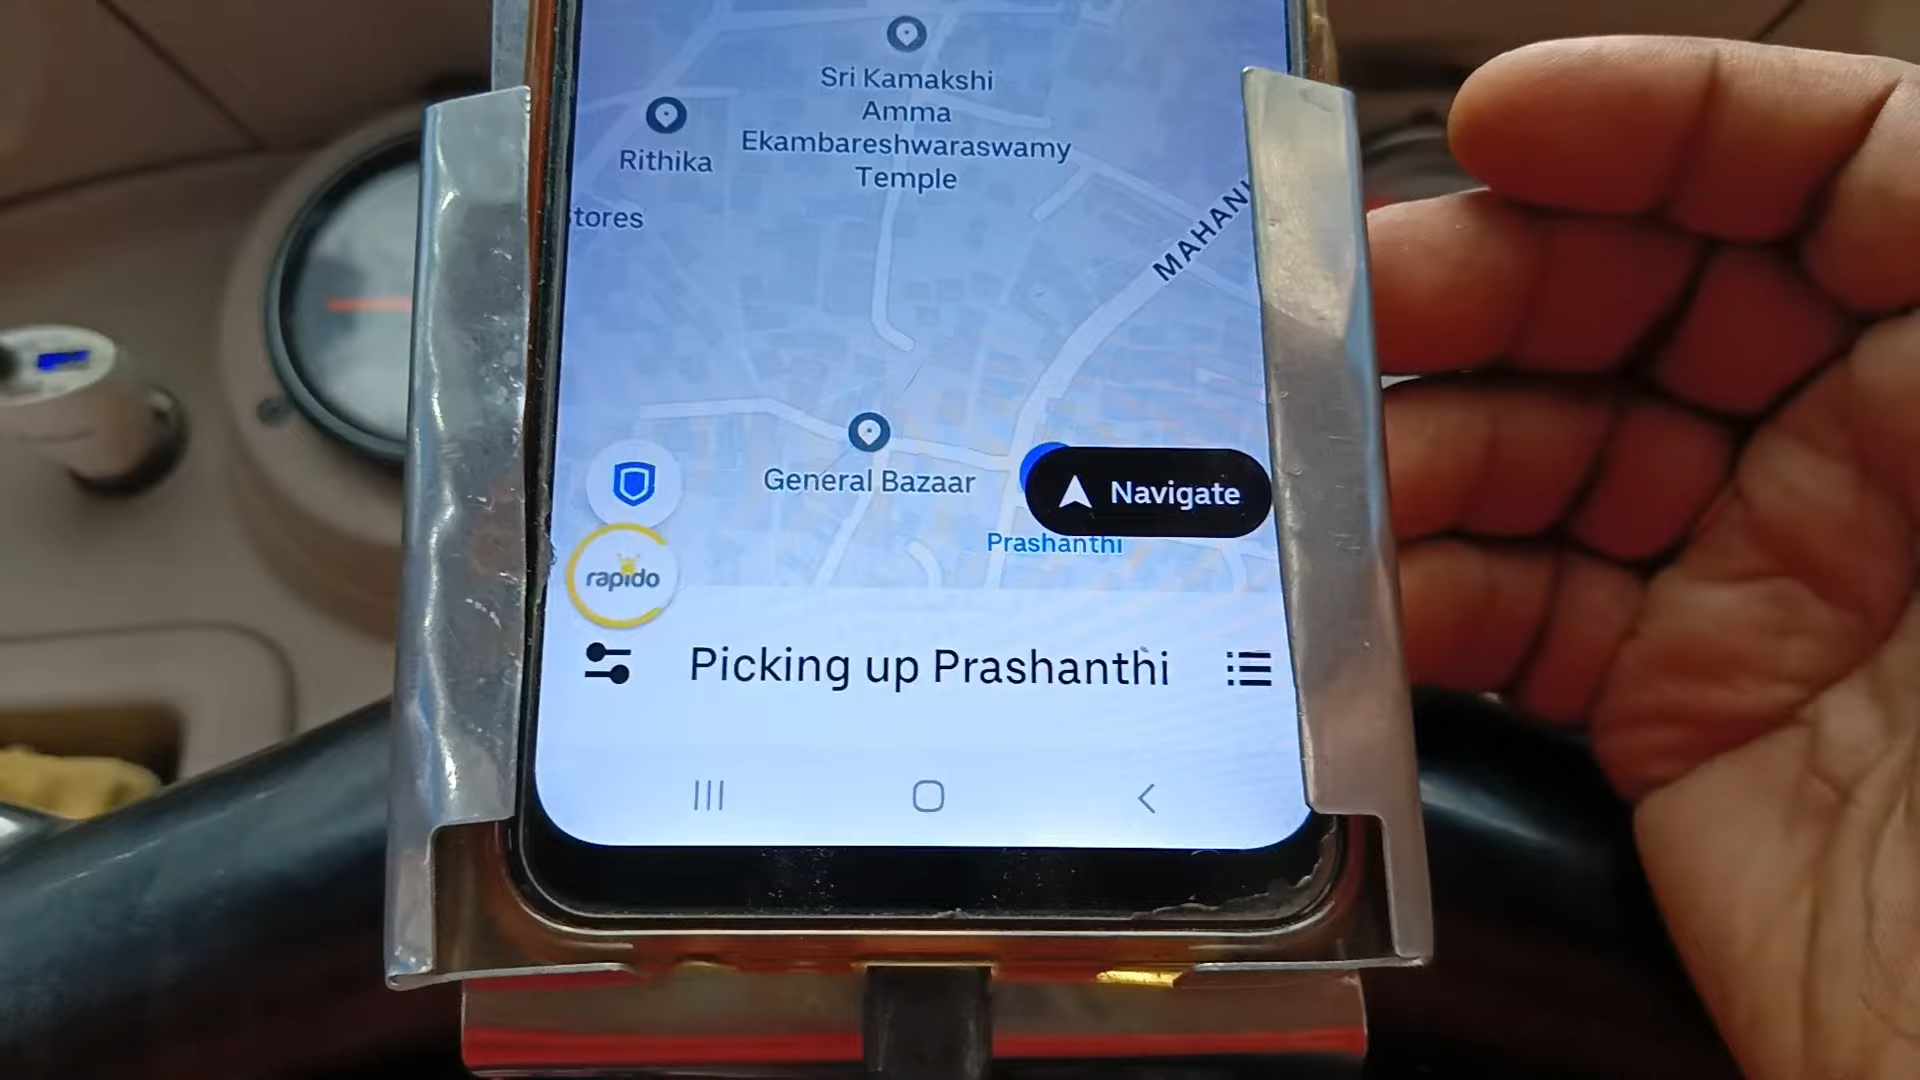 Sri Kamakshi
Amma
Ekambareshwaraswamy
Temple
Rithika
tores
MAHAN
General Bazaar
Navigate
Prashanthi
rapido
Picking up Prashanthi